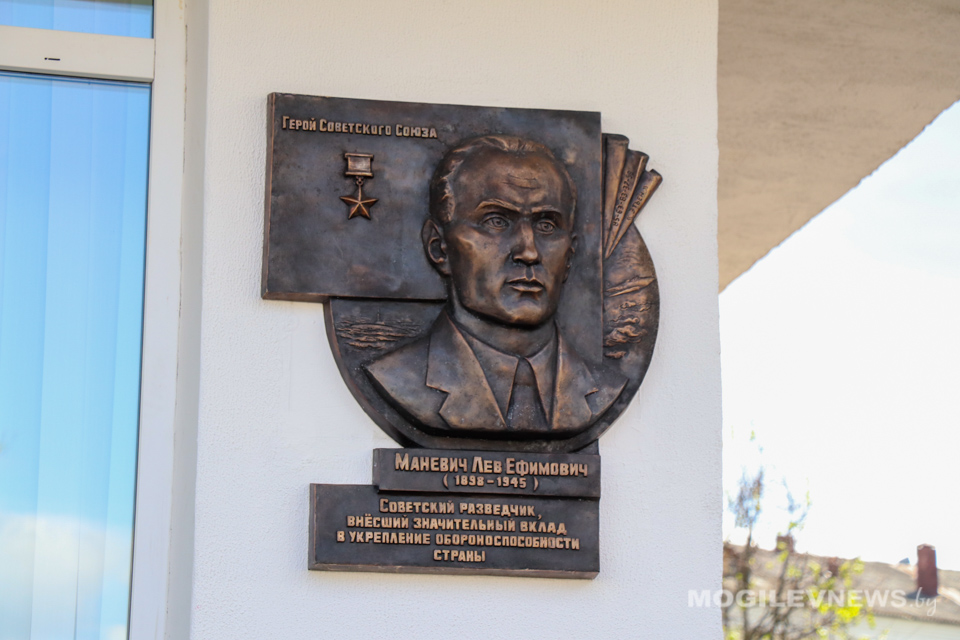 Герой Советского Союза
Маневич Лев Ефимович
(1898-1945)
Советский разведчик,
внёсший значительный вклад
в укрепление обороноспособности
страны
MOGILEVNEWS.by